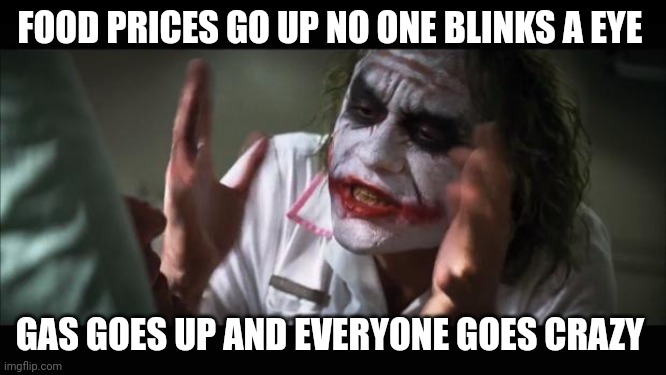 FOOD PRICES GO UP NO ONE BLINKS A EYE
GAS GOES UP AND EVERYONE GOES CRAZY
imgflip.com